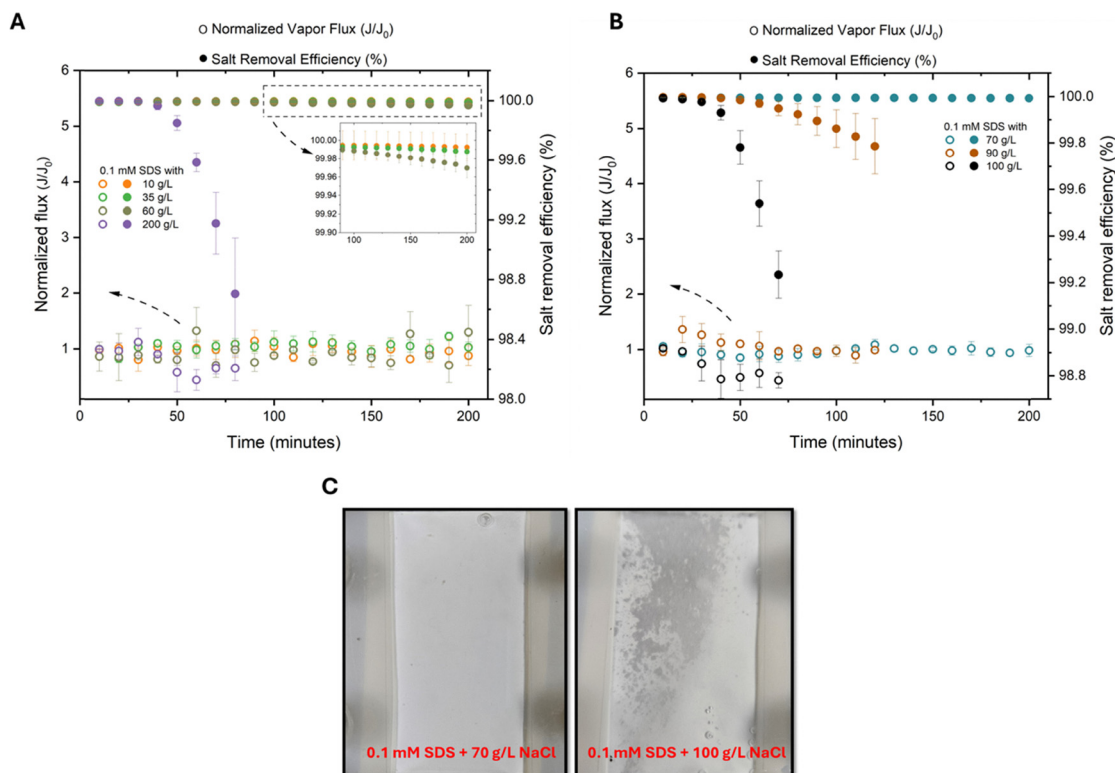 A
○ Normalized Vapor Flux (J/J₀)
● Salt Removal Efficiency (%)
6
5
4
3
2
1
Normalized flux (J/J₀)
100.0
99.6
99.2
98.8
98.4
98.0
Salt removal efficiency (%)
0.1 mM SDS with
10 g/L
35 g/L
60 g/L
200 g/L
100.00
99.98
99.96
99.94
99.92
99.90
100
150
200
0
50
100
150
200
Time (minutes)
B
○ Normalized Vapor Flux (J/J₀)
● Salt Removal Efficiency (%)
6
5
4
3
2
1
Normalized flux (J/J₀)
100.0
99.8
99.6
99.4
99.2
99.0
98.8
Salt removal efficiency (%)
0.1 mM SDS with
70 g/L
90 g/L
100 g/L
0
50
100
150
200
Time (minutes)
C
0.1 mM SDS + 70 g/L NaCl
0.1 mM SDS + 100 g/L NaCl